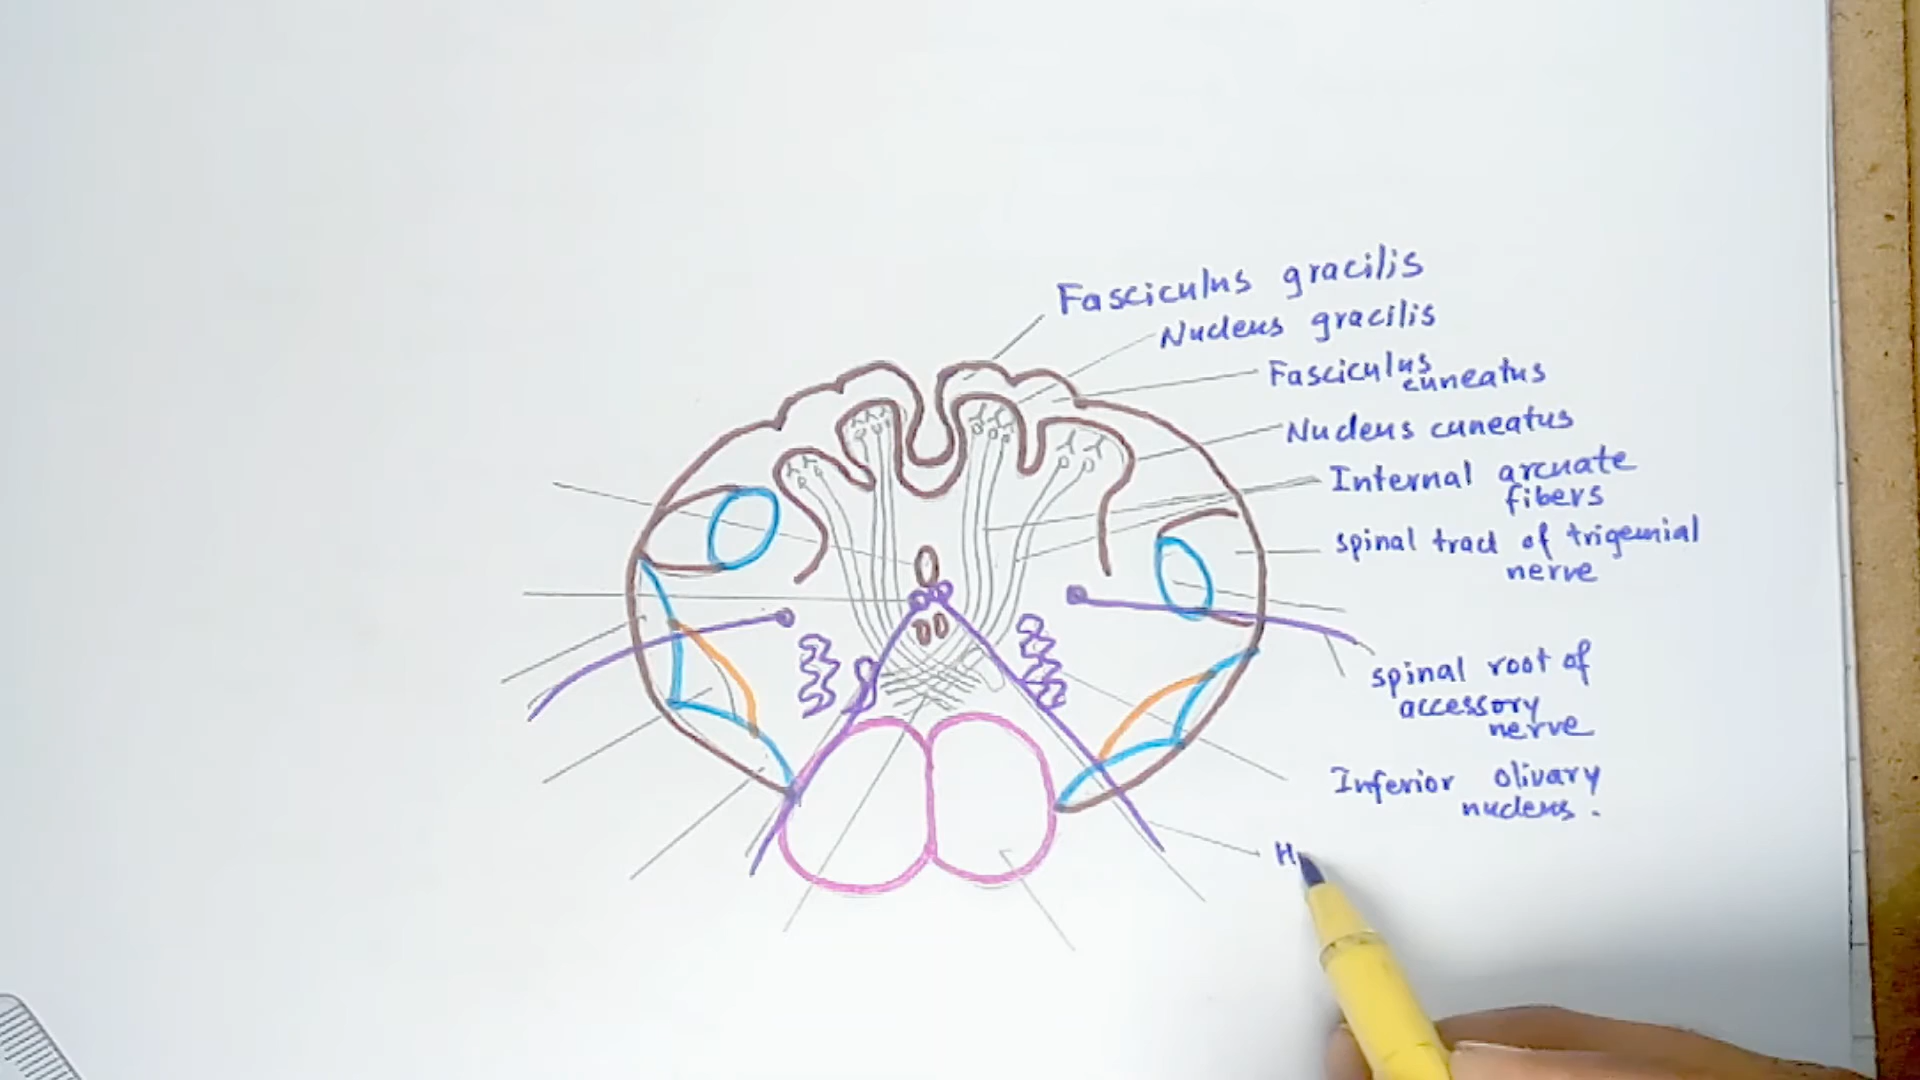 Fasciculus gracilis
Nucleus gracilis
Fasciculus
cuneatus
Nucleus cuneatus
Internal arcuate
fibers
spinal tract of trigemial
nerve
spinal root of
accessory
nerve
Inferior olivary
nucleus.
H